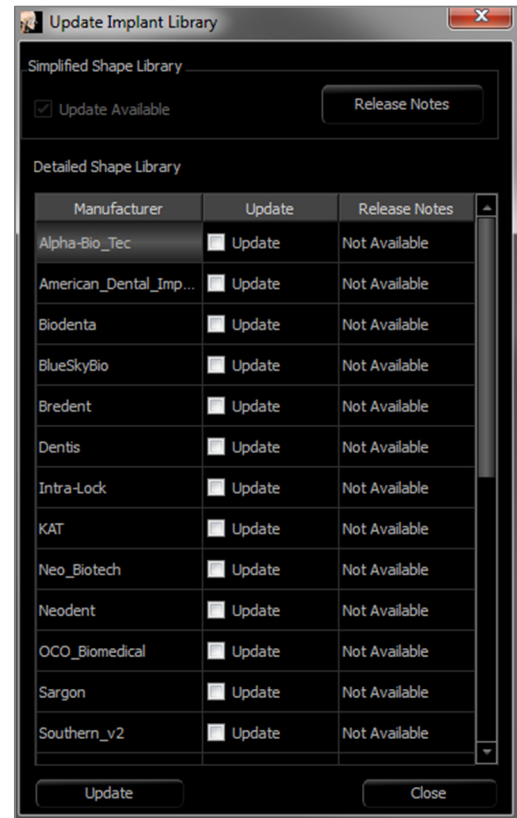 Update Implant Library
Simplified Shape Library
Update Available Release Notes
Detailed Shape Library
Manufacturer Update Release Notes
Alpha-Bio_Tec Update Not Available
American_Dental_Imp... Update Not Available
Biodenta Update Not Available
BlueSkyBio Update Not Available
Bredent Update Not Available
Dentis Update Not Available
Intra-Lock Update Not Available
KAT Update Not Available
Neo_Biotech Update Not Available
Neodent Update Not Available
OCO_Biomedical Update Not Available
Sargon Update Not Available
Southern_v2 Update Not Available
Update Close